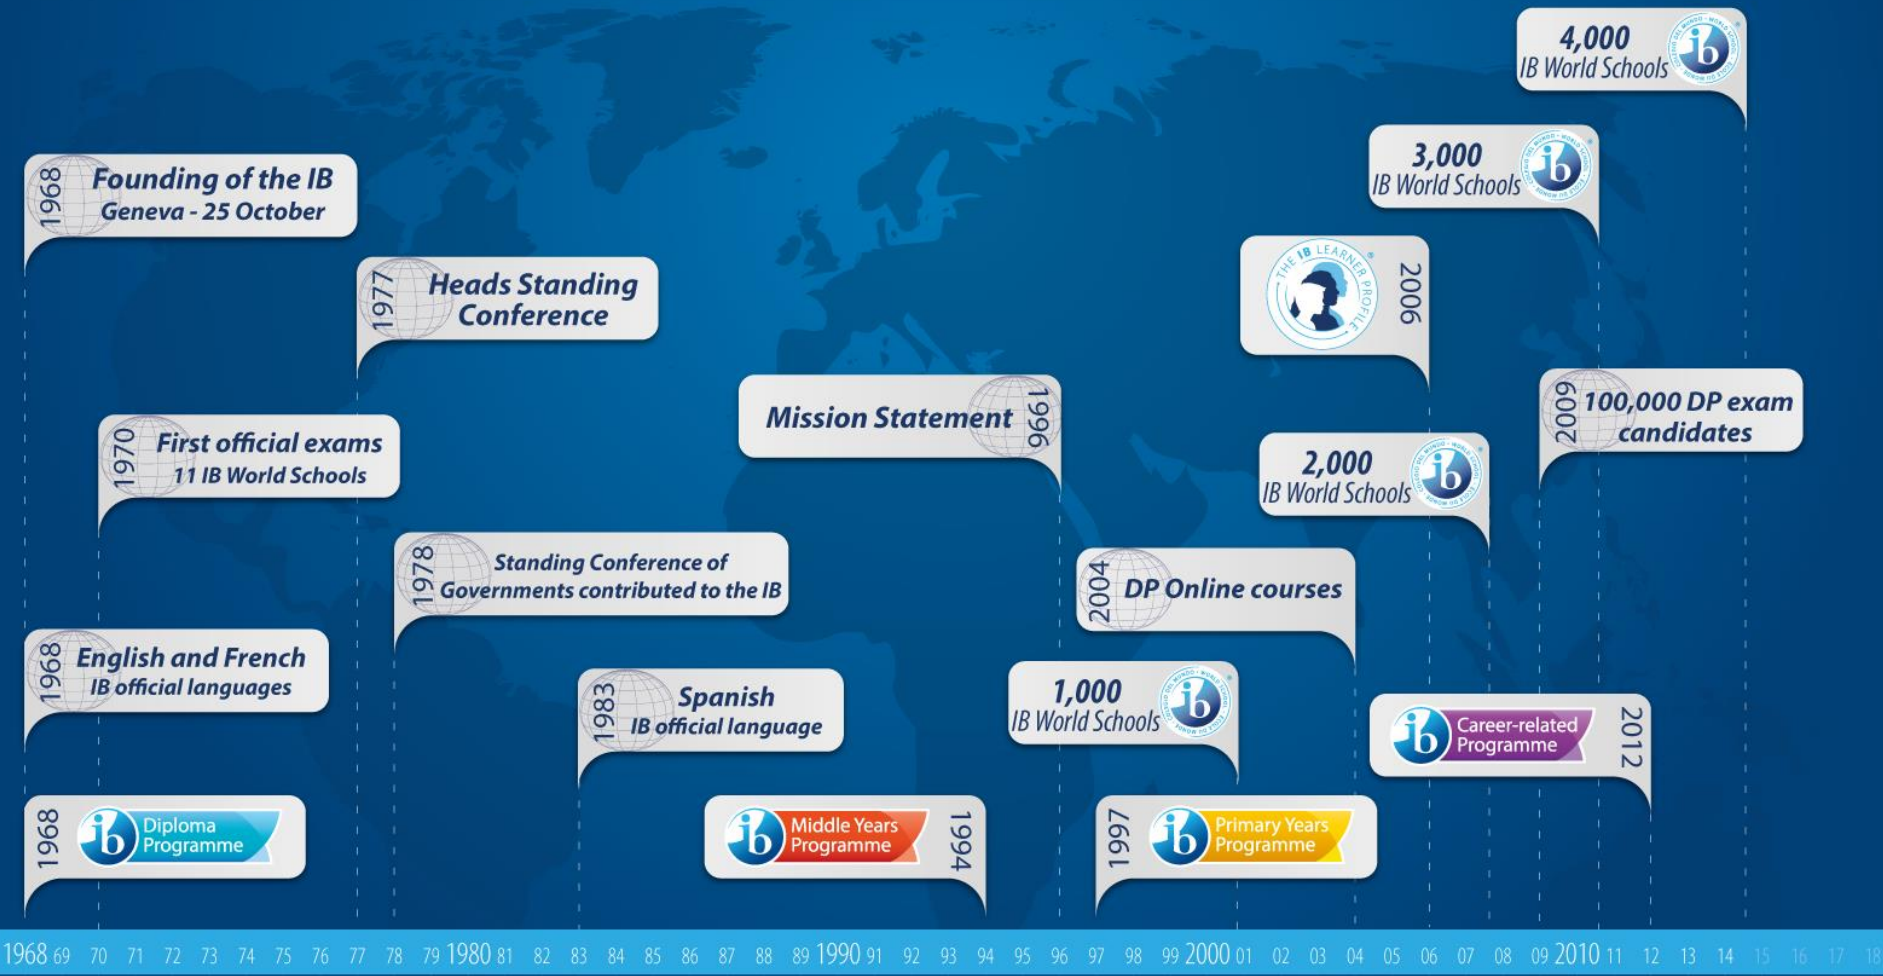 4,000
IB World Schools
3,000
IB World Schools
1968
Founding of the IB
Geneva - 25 October
THE IB LEARNER PROFILE
2006
1977
Heads Standing
Conference
Mission Statement
1996
2009
100,000 DP exam
candidates
1970
First official exams
11 IB World Schools
2,000
IB World Schools
1978
Standing Conference of
Governments contributed to the IB
2004
DP Online courses
1968
English and French
IB official languages
1983
Spanish
IB official language
1,000
IB World Schools
Career-related
Programme
2012
1968
ib
Diploma
Programme
ib
Middle Years
Programme
1994
1997
ib
Primary Years
Programme
1968 69 70 71 72 73 74 75 76 77 78 79 1980 81 82 83 84 85 86 87 88 89 1990 91 92 93 94 95 96 97 98 99 2000 01 02 03 04 05 06 07 08 09 2010 11 12 13 14 15 16 17 18